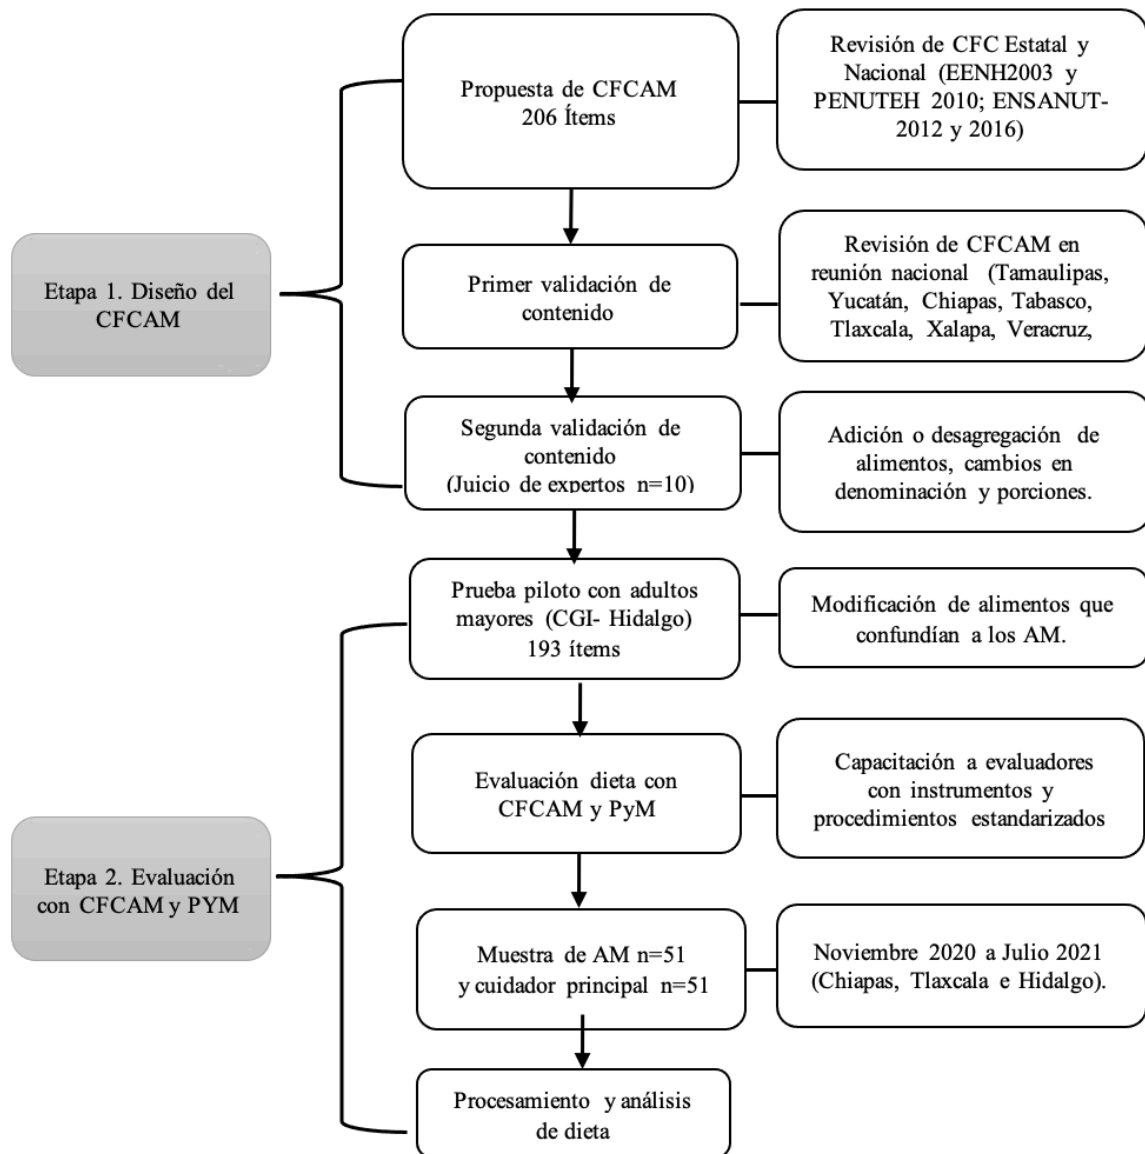 Propuesta de CFCAM
206 Ítems
Revisión de CFC Estatal y
Nacional (EENH2003 y
PENUTEH 2010; ENSANUT-
2012 y 2016)
Etapa 1. Diseño del
CFCAM
Primer validación de
contenido
Revisión de CFCAM en
reunión nacional (Tamaulipas,
Yucatán, Chiapas, Tabasco,
Tlaxcala, Xalapa, Veracruz,
Segunda validación de
contenido
(Juicio de expertos n=10)
Adición o desagregación de
alimentos, cambios en
denominación y porciones.
Prueba piloto con adultos
mayores (CGI- Hidalgo)
193 ítems
Modificación de alimentos que
confundían a los AM.
Etapa 2. Evaluación
con CFCAM y PYM
Evaluación dieta con
CFCAM y PyM
Capacitación a evaluadores
con instrumentos y
procedimientos estandarizados
Muestra de AM n=51
y cuidador principal n=51
Noviembre 2020 a Julio 2021
(Chiapas, Tlaxcala e Hidalgo).
Procesamiento y análisis
de dieta